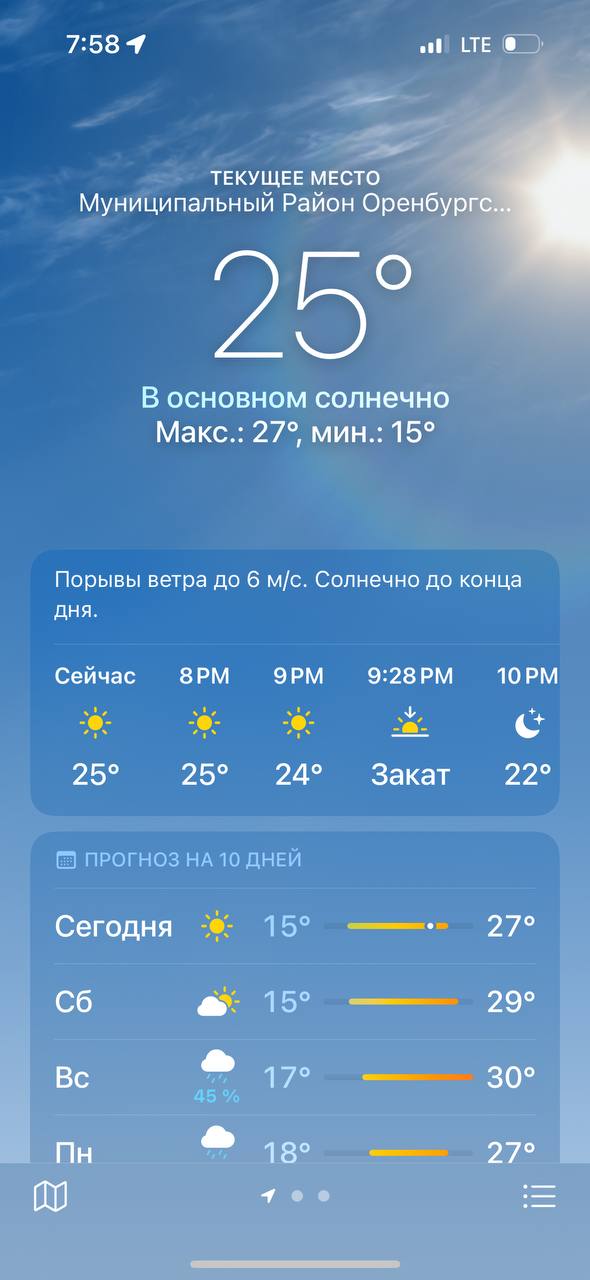 7:58 LTE
ТЕКУЩЕЕ МЕСТО
Муниципальный Район Оренбургс...
25°
В основном солнечно
Макс.: 27°, мин.: 15°
Порывы ветра до 6 м/с. Солнечно до конца
дня.
Сейчас 8 PM 9 PM 9:28 PM 10 PM
25° 25° 24° Закат 22°
ПРОГНОЗ НА 10 ДНЕЙ
Сегодня 15° 27°
Сб 15° 29°
Вс 45 % 17° 30°
Пн 18° 27°